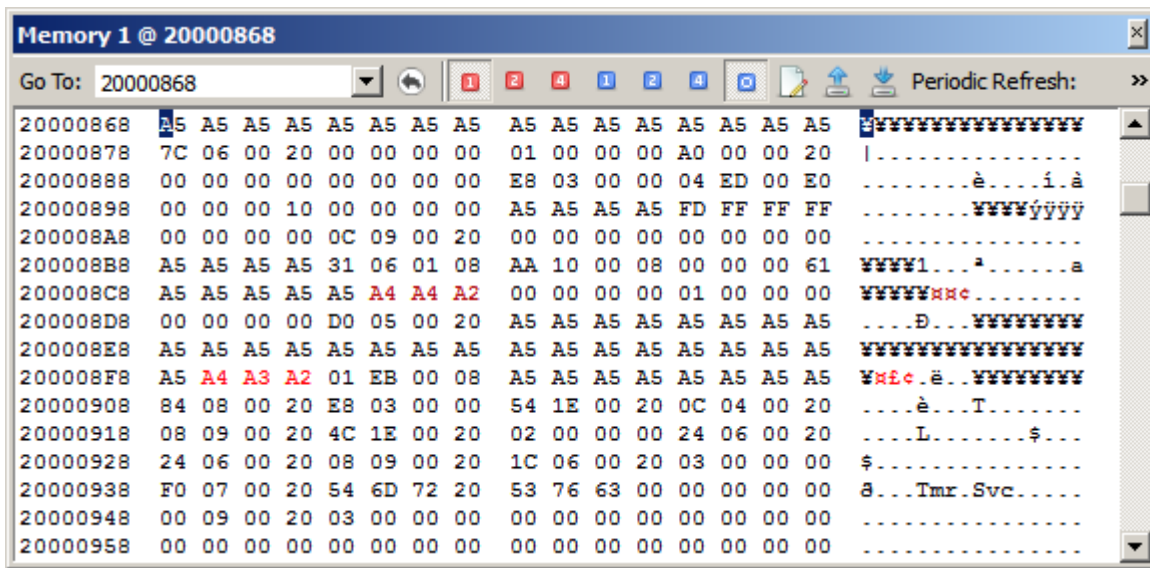 Memory 1 @ 20000868
Go To: 20000868 1 2 4 1 2 4 Periodic Refresh: »
20000868 A5 A5 A5 A5 A5 A5 A5 A5 A5 A5 A5 A5 A5 A5 A5 A5 ¥¥¥¥¥¥¥¥¥¥¥¥¥¥¥¥
20000878 7C 06 00 20 00 00 00 00 01 00 00 00 A0 00 00 20 |...............
20000888 00 00 00 00 00 00 00 00 E8 03 00 00 04 ED 00 E0 ........è....í.à
20000898 00 00 00 10 00 00 00 00 A5 A5 A5 A5 FD FF FF FF ........¥¥¥¥ýÿÿÿ
200008A8 00 00 00 00 0C 09 00 20 00 00 00 00 00 00 00 00 ................
200008B8 A5 A5 A5 A5 31 06 01 08 AA 10 00 08 00 00 00 61 ¥¥¥¥1...ª......a
200008C8 A5 A5 A5 A5 A5 A4 A4 A2 00 00 00 00 01 00 00 00 ¥¥¥¥¥¤¤¢........
200008D8 00 00 00 00 D0 05 00 20 A5 A5 A5 A5 A5 A5 A5 A5 ....Ð...¥¥¥¥¥¥¥¥
200008E8 A5 A5 A5 A5 A5 A5 A5 A5 A5 A5 A5 A5 A5 A5 A5 A5 ¥¥¥¥¥¥¥¥¥¥¥¥¥¥¥¥
200008F8 A5 A4 A3 A2 01 EB 00 08 A5 A5 A5 A5 A5 A5 A5 A5 ¥¤£¢.ë..¥¥¥¥¥¥¥¥
20000908 84 08 00 20 E8 03 00 00 54 1E 00 20 0C 04 00 20 ....è...T.......
20000918 08 09 00 20 4C 1E 00 20 02 00 00 00 24 06 00 20 ....L.......$...
20000928 24 06 00 20 08 09 00 20 1C 06 00 20 03 00 00 00 $...............
20000938 F0 07 00 20 54 6D 72 20 53 76 63 00 00 00 00 00 ð...Tmr.Svc.....
20000948 00 09 00 20 03 00 00 00 00 00 00 00 00 00 00 00 ................
20000958 00 00 00 00 00 00 00 00 00 00 00 00 00 00 00 00 ................